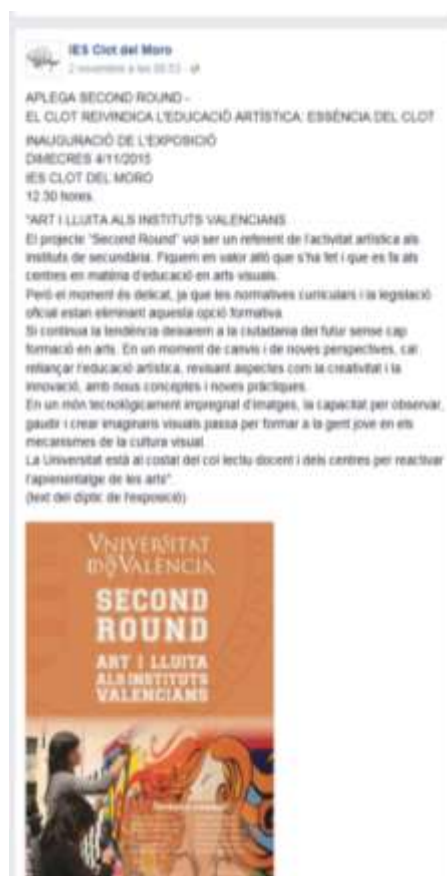 IES Clot del Moro
2 novembre a les
APLEGA SECOND ROUND -
EL CLOT REIVINDICA L'EDUCACIÓ ARTÍSTICA: ESSÈNCIA DEL CLOT
INAUGURACIÓ DE L'EXPOSICIÓ
DIMECRES 4/11/2015
IES CLOT DEL MORO
12.30 hores.
"ART I LLUITA ALS INSTITUTS VALENCIANS
El projecte "Second Round" vol ser un referent de l'activitat artística als
instituts de secundària. Fiquem en valor allò que s'ha fet i que es fa als
centres en matèria d'educació en arts visuals.
Però el moment és delicat, ja que les normatives curriculars i la legislació
oficial estan eliminant aquesta opció formativa.
Si continua la tendència deixarem a la ciutadania del futur sense cap
formació en arts. En un moment de canvis i de noves perspectives, cal
rellançar l'educació artística, revisant aspectes com la creativitat i la
innovació, amb nous conceptes i noves pràctiques.
En un món tecnològicament impregnat d'imatges, la capacitat per observar,
gaudir i crear imaginaris visuals passa per formar a la gent jove en els
mecanismes de la cultura visual.
La Universitat està al costat del col·lectiu docent i dels centres per reactivar
l'aprenentatge de les arts".
(text del díptic de l'exposició)
VNIVERSITAT
DE VALÈNCIA
SECOND
ROUND
ART I LLUITA
ALS INSTITUTS
VALENCIANS